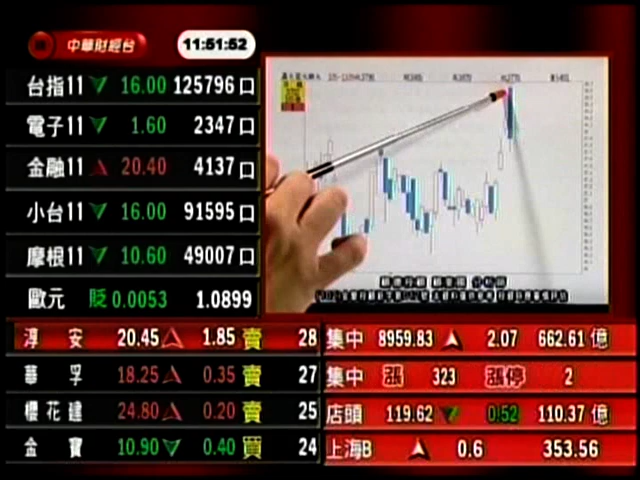 中華財經台 11:51:52
台指11 16.00 125796口
電子11 1.60 2347口
金融11 20.40 4137口
小台11 16.00 91595口
摩根11 10.60 49007口
歐元 貶0.0053 1.0899
淳安 20.45 1.85 賣 28
華孚 18.25 0.35 賣 27
櫻花建 24.80 0.20 賣 25
金寶 10.90 0.40 買 24
集中 8959.83 2.07 662.61億
集中 漲 323 漲停 2
店頭 119.62 0.52 110.37億
上海B 0.6 353.56